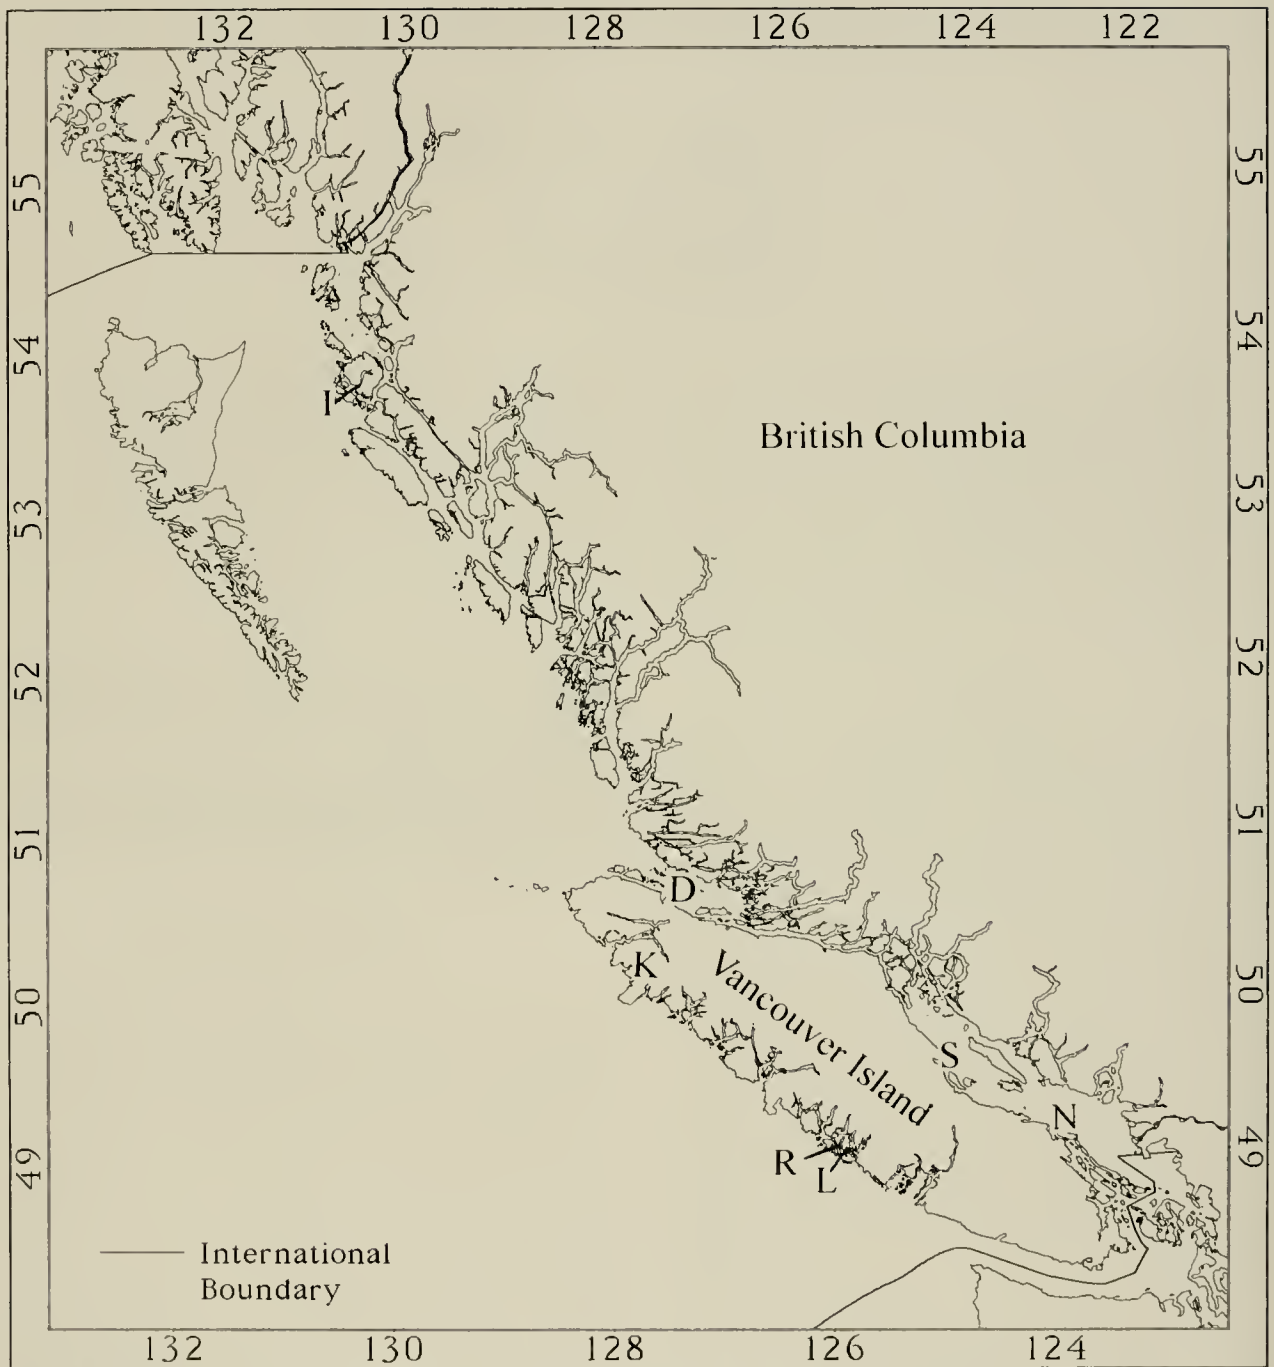 132 130 128 126 124 122
55
54
53
52
51
50
49
55
54
53
52
51
50
49
I
British Columbia
D
K
Vancouver Island
S
N
R
L
International
Boundary
132 130 128 126 124